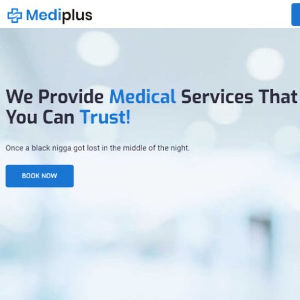 Mediplus
We Provide Medical Services That
You Can Trust!
Once a black nigga got lost in the middle of the night.
BOOK NOW